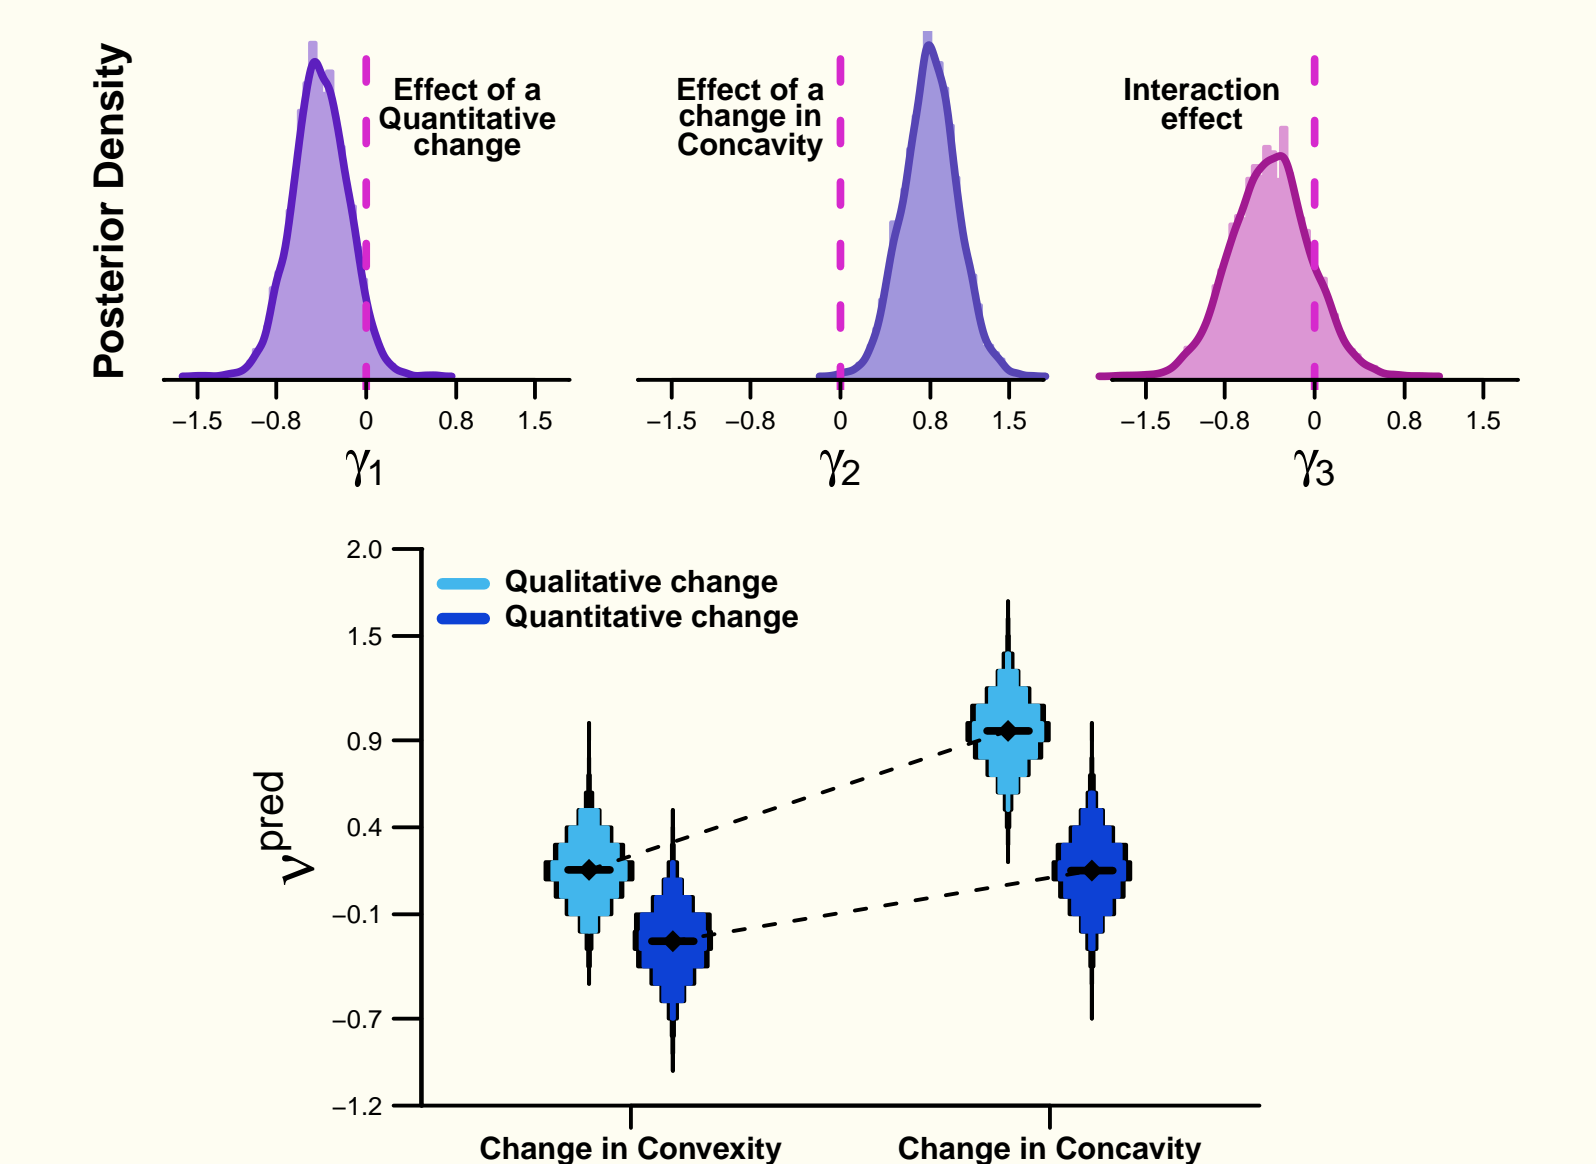 Posterior Density
Effect of a
Quantitative
change
−1.5 −0.8 0 0.8 1.5
γ1
Effect of a
change in
Concavity
−1.5 −0.8 0 0.8 1.5
γ2
Interaction
effect
−1.5 −0.8 0 0.8 1.5
γ3
νpred
2.0
1.5
0.9
0.4
−0.1
−0.7
−1.2
Qualitative change
Quantitative change
Change in Convexity
Change in Concavity